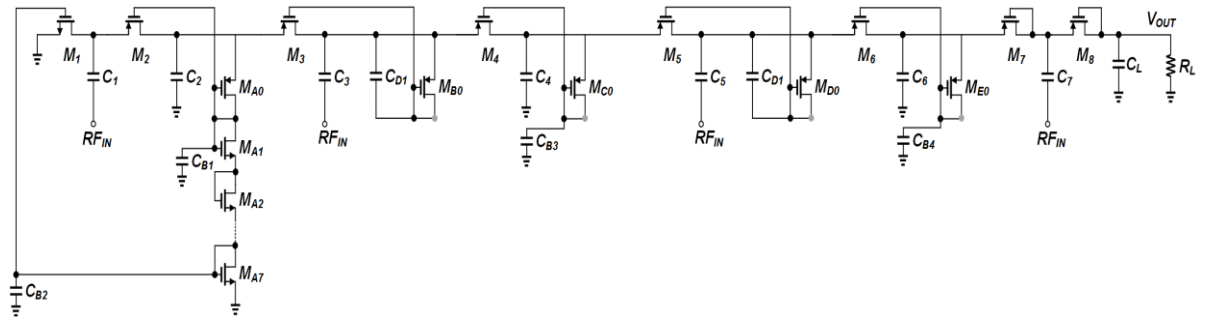 V_OUT
M_1 C_1 M_2 C_2 M_A0 M_3 C_3 C_D1 M_B0 M_4 C_4 M_C0 M_5 C_5 C_D1 M_D0 M_6 C_6 M_E0 M_7 C_7 M_8 C_L R_L
RF_IN RF_IN RF_IN RF_IN
C_B1 M_A1 C_B3 C_B4
M_A2
M_A7
C_B2